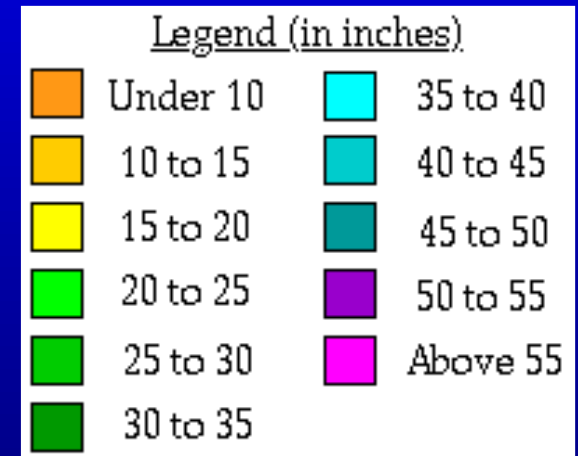 Legend (in inches)
Under 10
10 to 15
15 to 20
20 to 25
25 to 30
30 to 35
35 to 40
40 to 45
45 to 50
50 to 55
Above 55